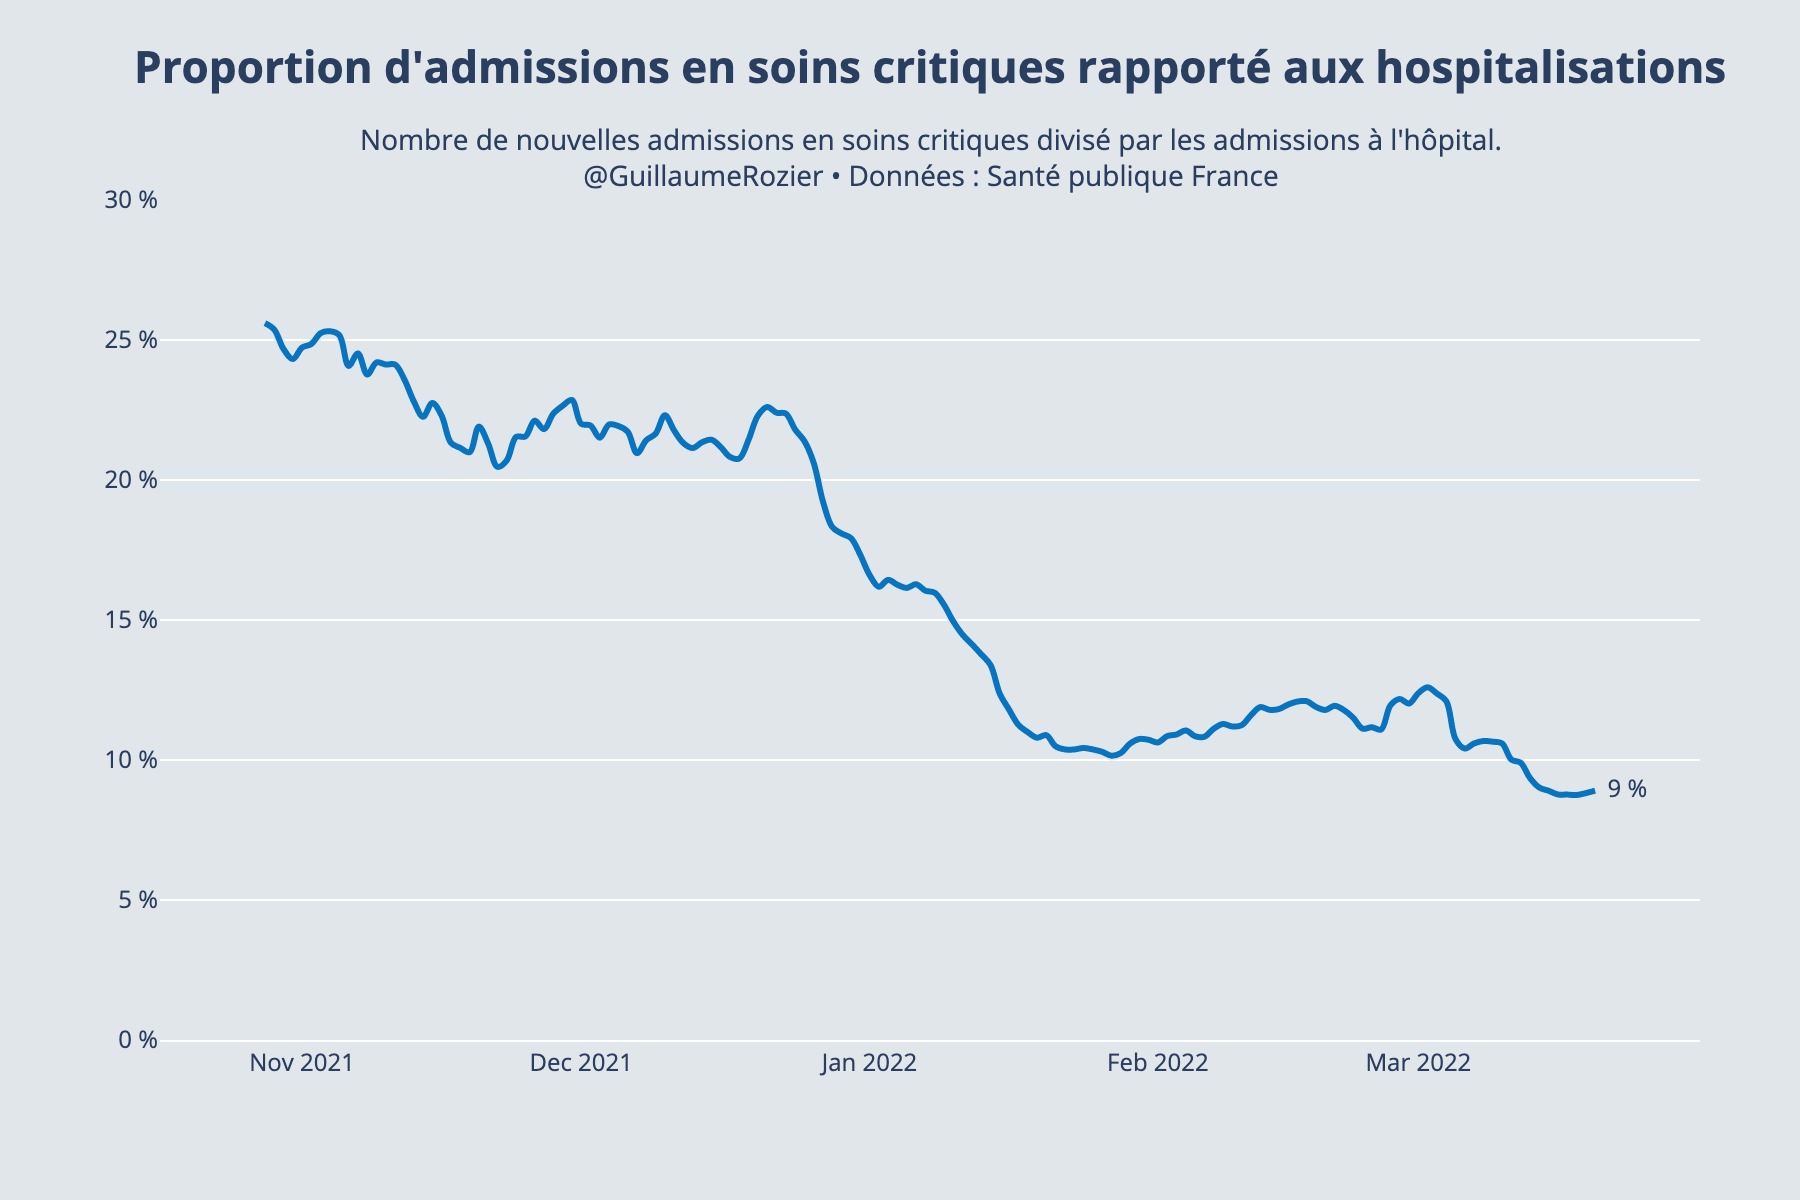 Proportion d'admissions en soins critiques rapporté aux hospitalisations
Nombre de nouvelles admissions en soins critiques divisé par les admissions à l'hôpital.
@GuillaumeRozier • Données : Santé publique France
30 %
25 %
20 %
15 %
10 %
9 %
5 %
0 %
Nov 2021
Dec 2021
Jan 2022
Feb 2022
Mar 2022